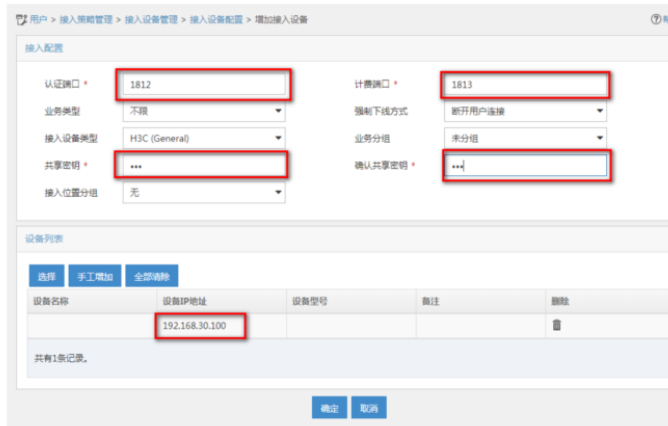 用户 > 接入策略管理 > 接入设备管理 > 接入设备配置 > 增加接入设备
接入配置
认证端口 * 1812 计费端口 * 1813
业务类型 不限 强制下线方式 断开用户连接
接入设备类型 H3C (General) 业务分组 未分组
共享密钥 * ••• 确认共享密钥 * •••
接入位置分组 无
设备列表
选择 手工增加 全部清除
设备名称 设备IP地址 设备型号 备注 删除
192.168.30.100
共有1条记录。
确定 取消